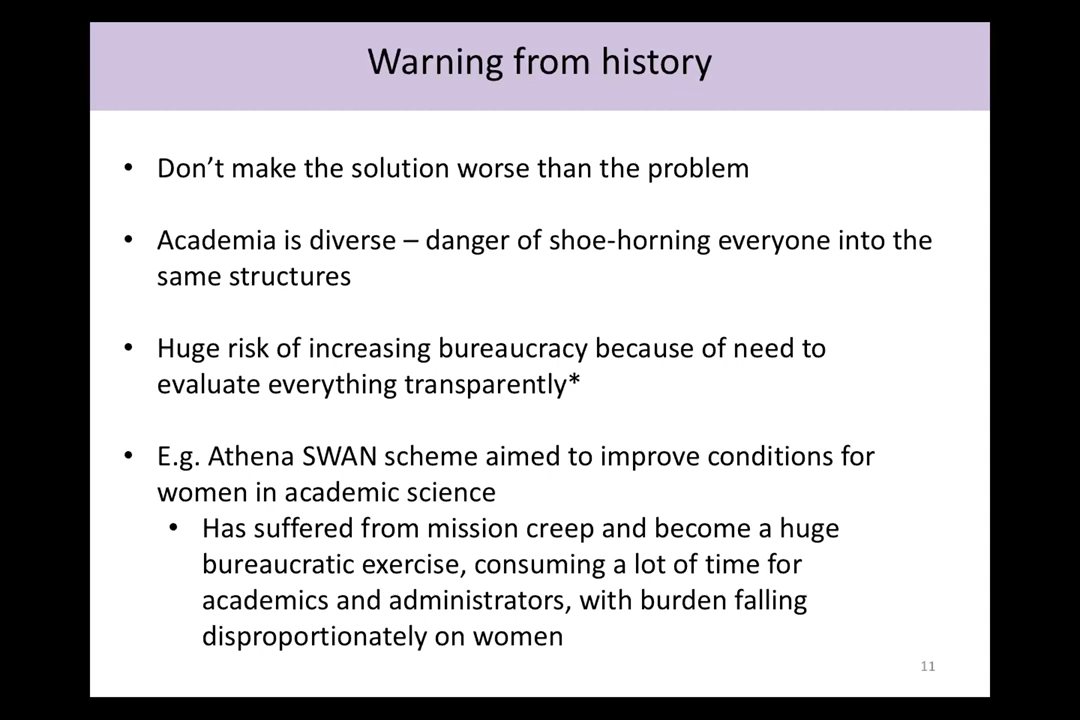 Warning from history
• Don’t make the solution worse than the problem
• Academia is diverse – danger of shoe-horning everyone into the
same structures
• Huge risk of increasing bureaucracy because of need to
evaluate everything transparently*
• E.g. Athena SWAN scheme aimed to improve conditions for
women in academic science
• Has suffered from mission creep and become a huge
bureaucratic exercise, consuming a lot of time for
academics and administrators, with burden falling
disproportionately on women
11